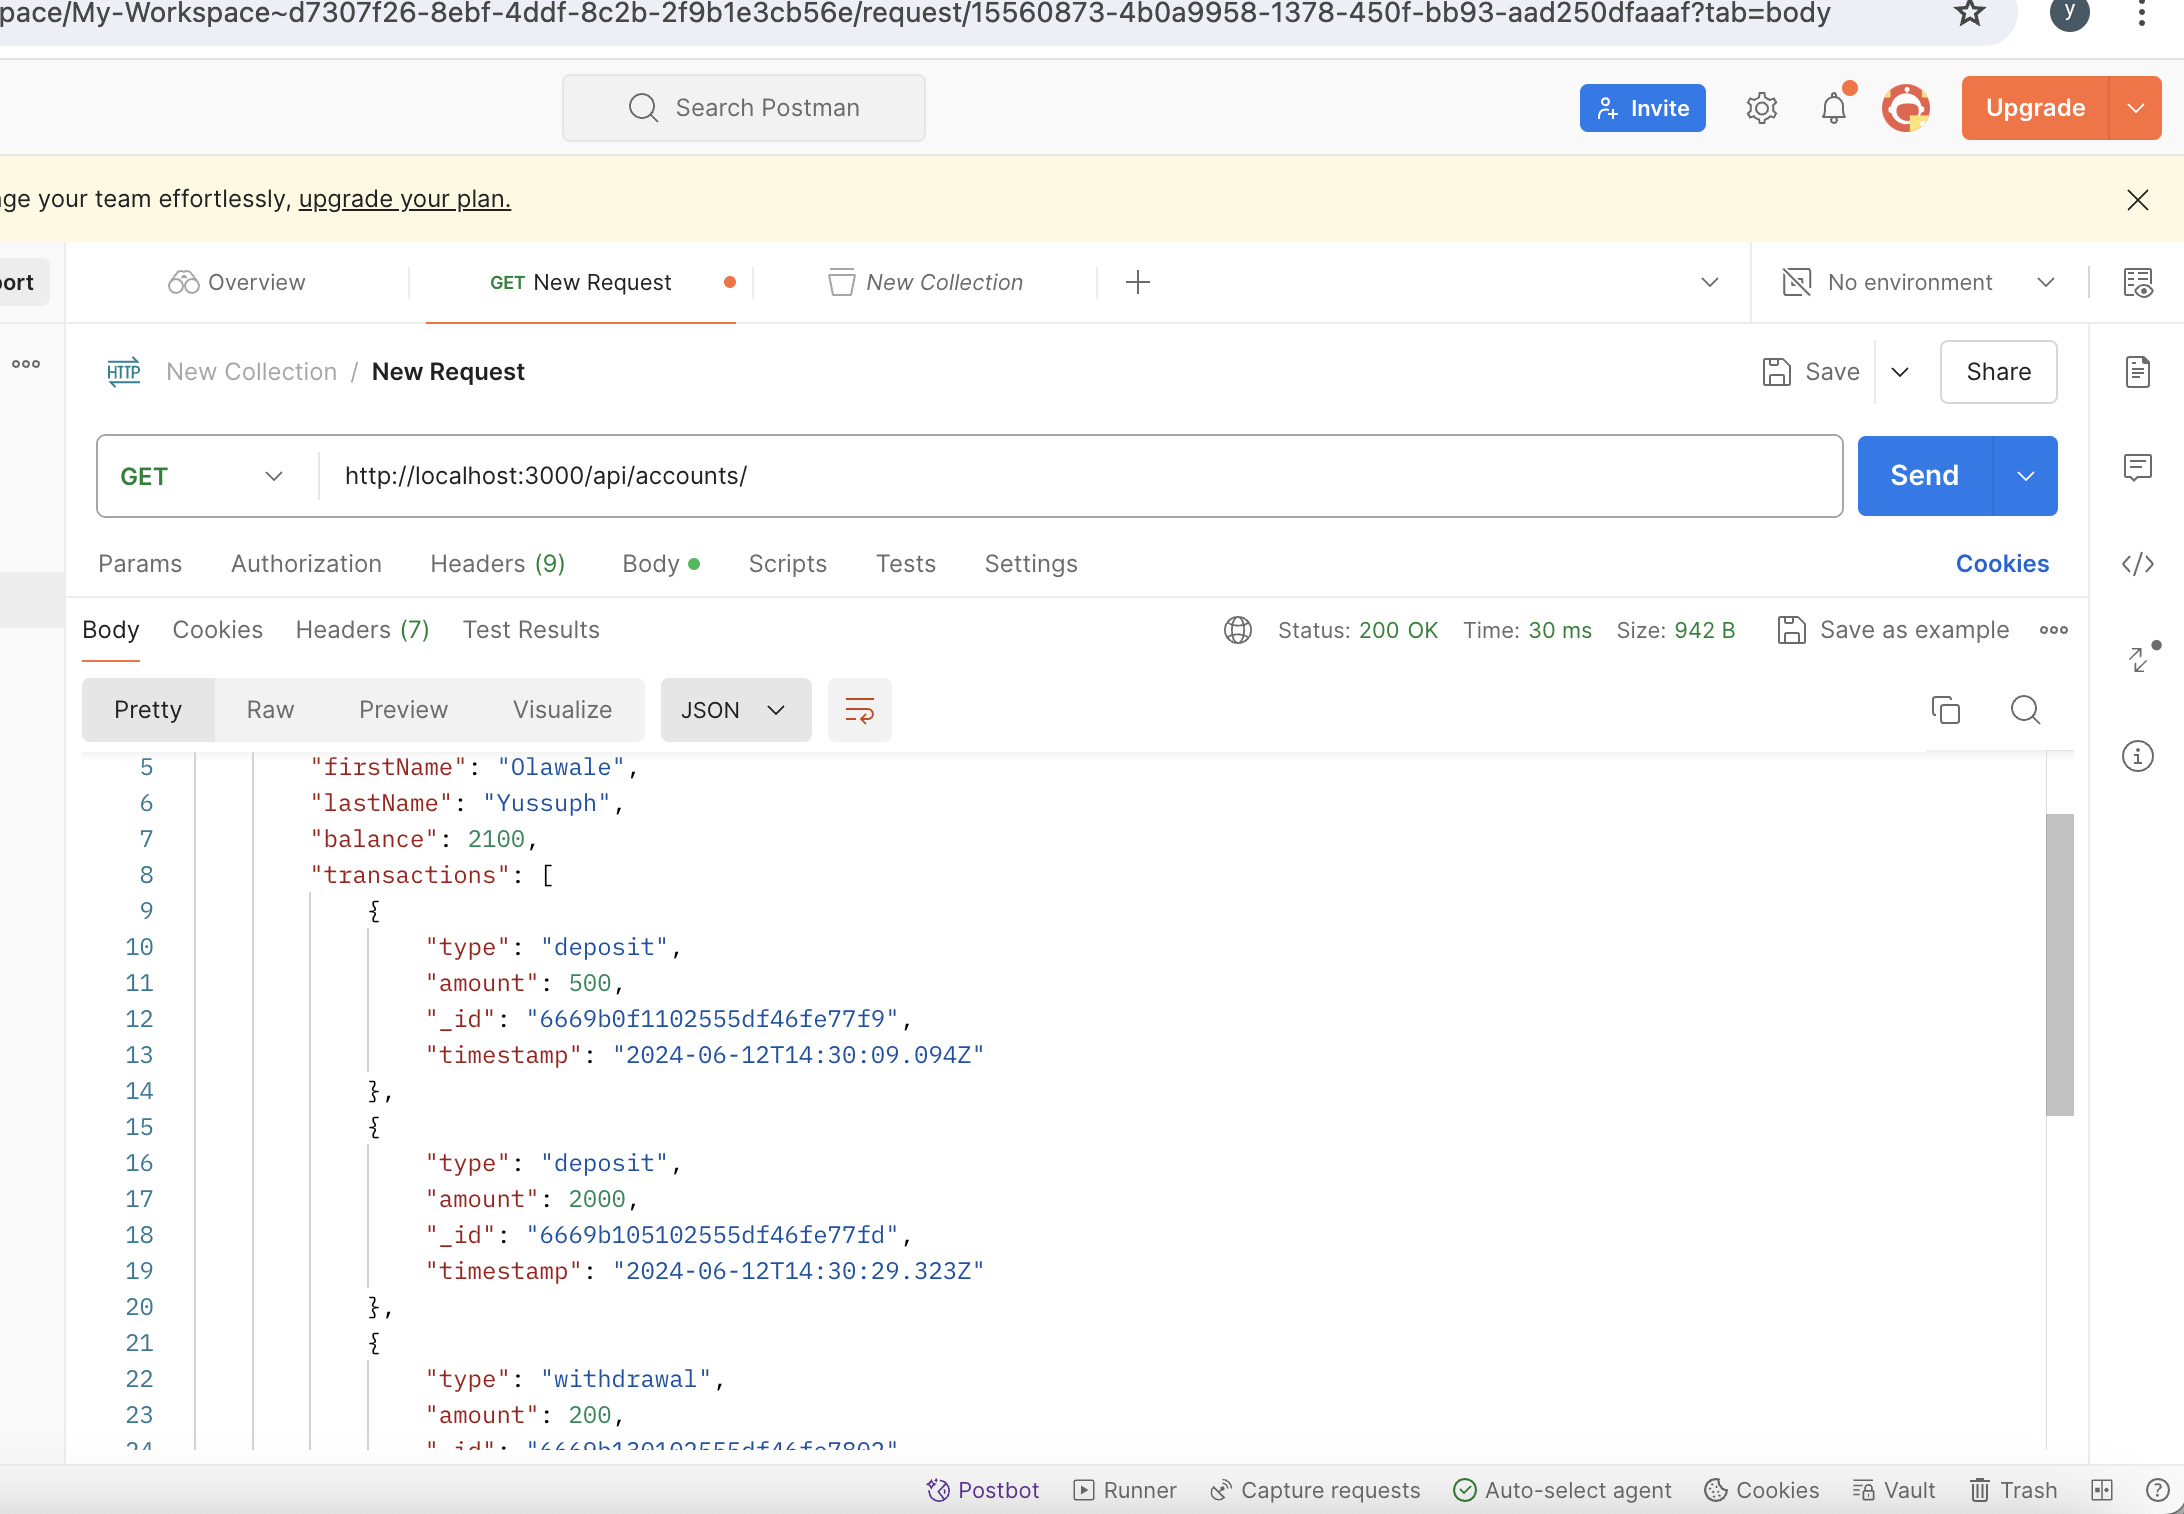 pace/My-Workspace~d7307f26-8ebf-4ddf-8c2b-2f9b1e3cb56e/request/15560873-4b0a9958-1378-450f-bb93-aad250dfaaaf?tab=body y
Search Postman Invite Upgrade
ge your team effortlessly, upgrade your plan.
ort Overview GET New Request New Collection No environment
HTTP New Collection / New Request Save Share
GET http://localhost:3000/api/accounts/ Send
Params Authorization Headers (9) Body Scripts Tests Settings Cookies
Body Cookies Headers (7) Test Results Status: 200 OK Time: 30 ms Size: 942 B Save as example
Pretty Raw Preview Visualize JSON
5 "firstName": "Olawale",
6 "lastName": "Yussuph",
7 "balance": 2100,
8 "transactions": [
9 {
10 "type": "deposit",
11 "amount": 500,
12 "_id": "6669b0f1102555df46fe77f9",
13 "timestamp": "2024-06-12T14:30:09.094Z"
14 },
15 {
16 "type": "deposit",
17 "amount": 2000,
18 "_id": "6669b105102555df46fe77fd",
19 "timestamp": "2024-06-12T14:30:29.323Z"
20 },
21 {
22 "type": "withdrawal",
23 "amount": 200,
24 "_id": "6669b130102555df46fe7802"
Postbot Runner Capture requests Auto-select agent Cookies Vault Trash